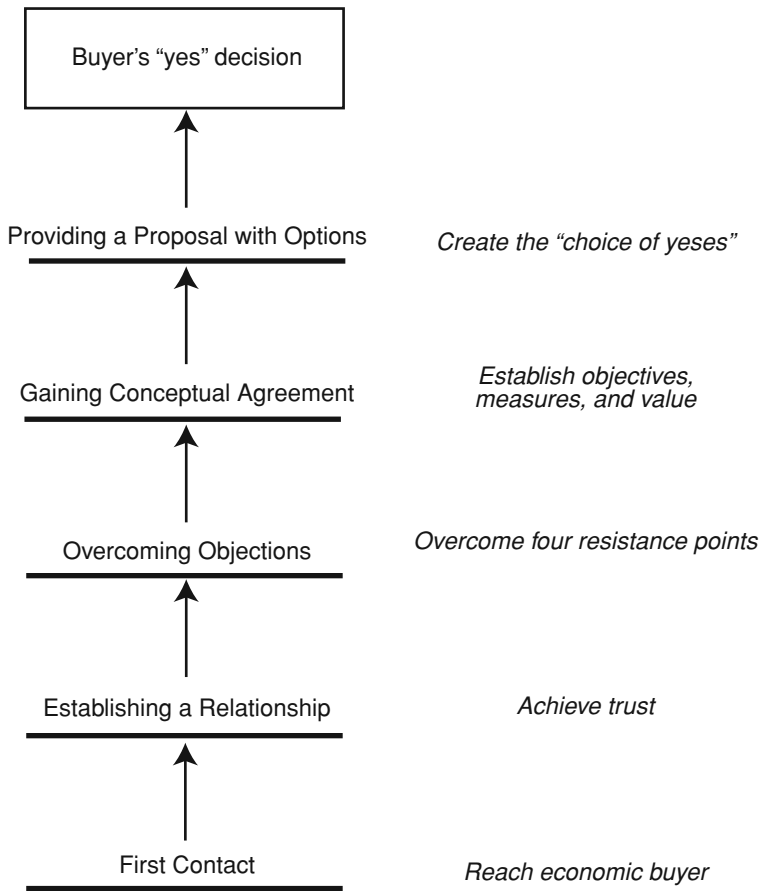 Buyer’s “yes” decision
Providing a Proposal with Options
Create the “choice of yeses”
Gaining Conceptual Agreement
Establish objectives,
measures, and value
Overcoming Objections
Overcome four resistance points
Establishing a Relationship
Achieve trust
First Contact
Reach economic buyer